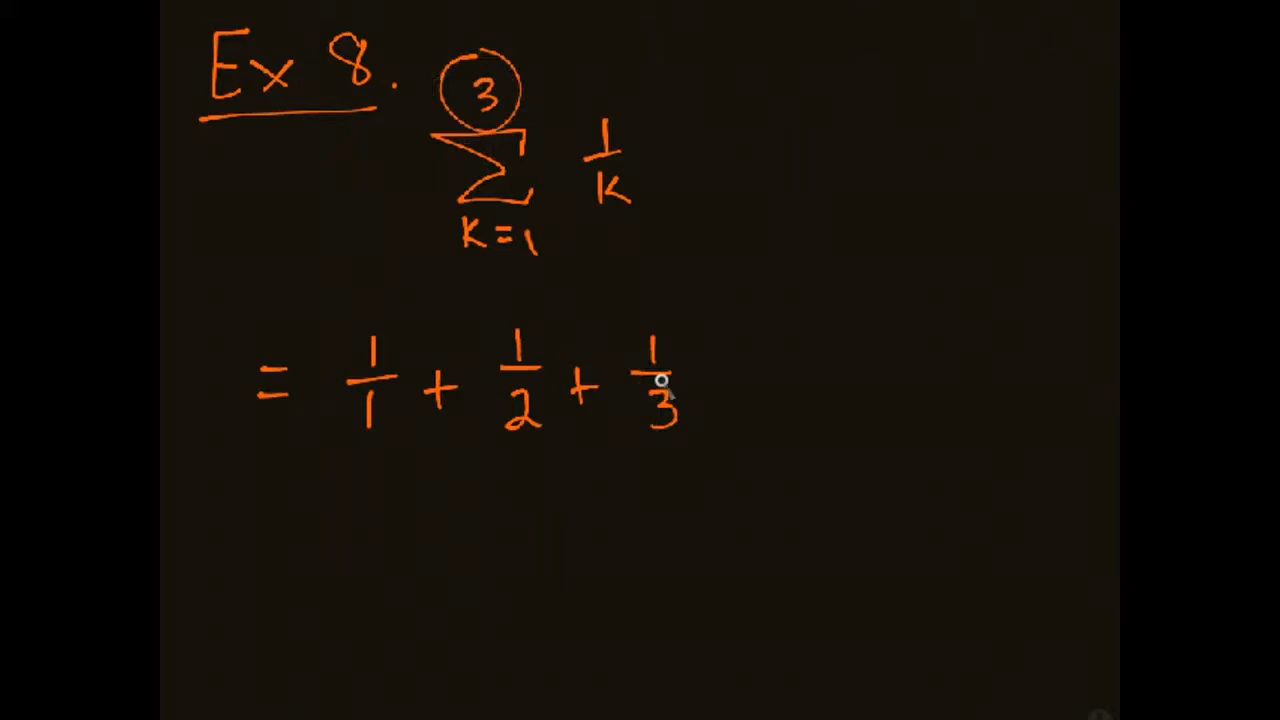 Ex 8.
3
∑ 1/K
K=1
= 1/1 + 1/2 + 1/3